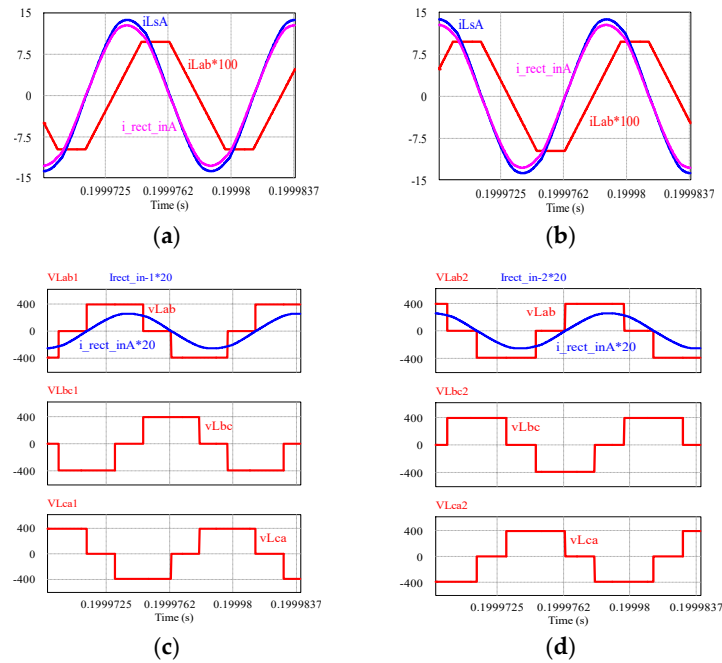 15
iLsA
7.5
iLab*100
0
i_rect_inA
-7.5
-15
0.1999725 0.1999762 0.19998 0.1999837
Time (s)
(a)
15
iLsA
7.5
i_rect_inA
0
iLab*100
-7.5
-15
0.1999725 0.1999762 0.19998 0.1999837
Time (s)
(b)
VLab1 Irect_in-1*20
400
vLab
0
i_rect_inA*20
-400
VLbc1
400
vLbc
0
-400
VLca1
400
vLca
0
-400
0.1999725 0.1999762 0.19998 0.1999837
Time (s)
(c)
VLab2 Irect_in-2*20
400
vLab
0
i_rect_inA*20
-400
VLbc2
400
vLbc
0
-400
VLca2
400
vLca
0
-400
0.1999725 0.1999762 0.19998 0.1999837
Time (s)
(d)